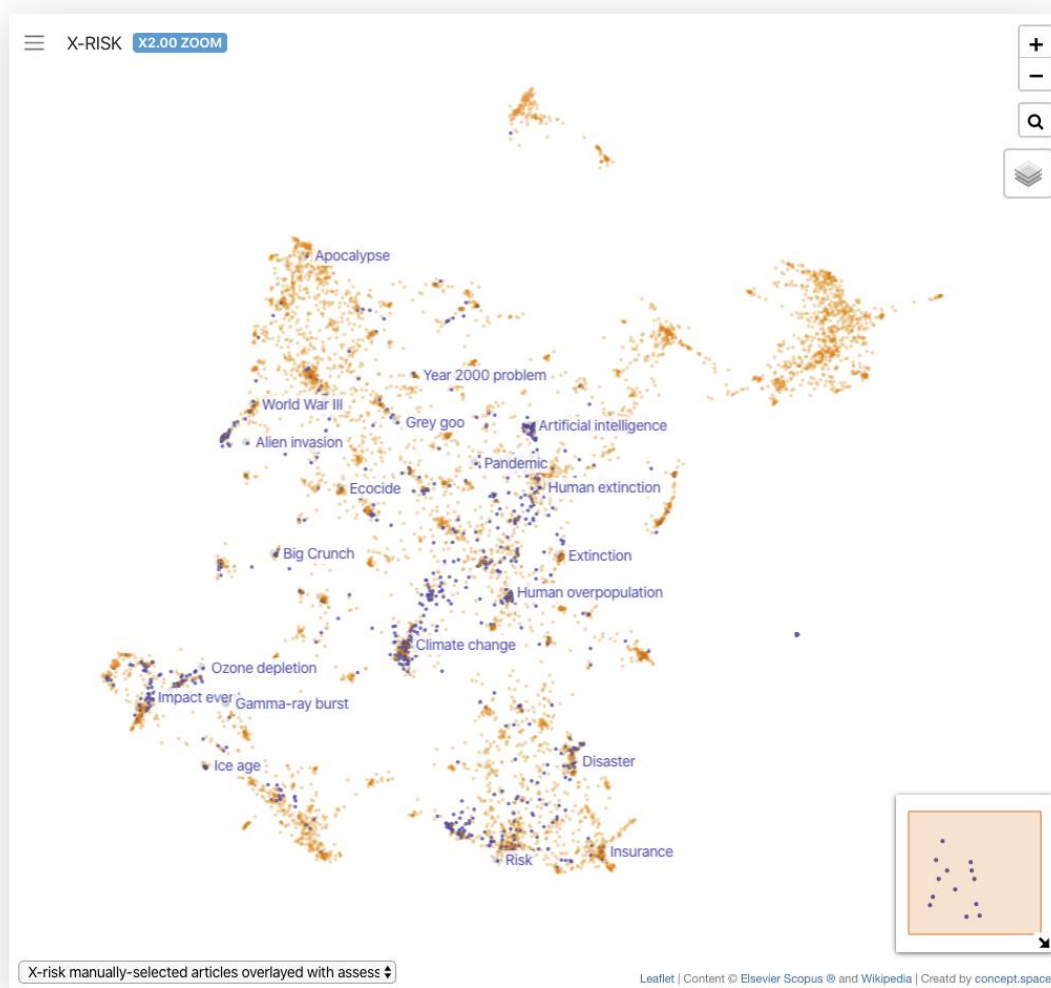 X-RISK X2.00 ZOOM
+
−
Apocalypse
Year 2000 problem
World War III
Grey goo
Artificial intelligence
Alien invasion
Pandemic
Ecocide
Human extinction
Big Crunch
Extinction
Human overpopulation
Climate change
Ozone depletion
Impact ever
Gamma-ray burst
Disaster
Ice age
Insurance
Risk
X-risk manually-selected articles overlayed with assess
Leaflet | Content © Elsevier Scopus ® and Wikipedia | Creatd by concept.space